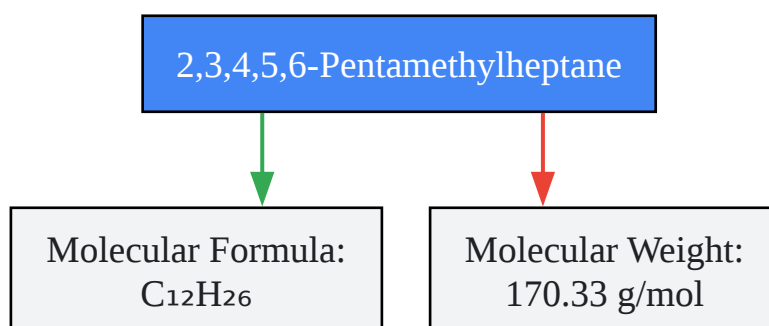 2,3,4,5,6-Pentamethylheptane
Molecular Formula:
C₁₂H₂₆
Molecular Weight:
170.33 g/mol